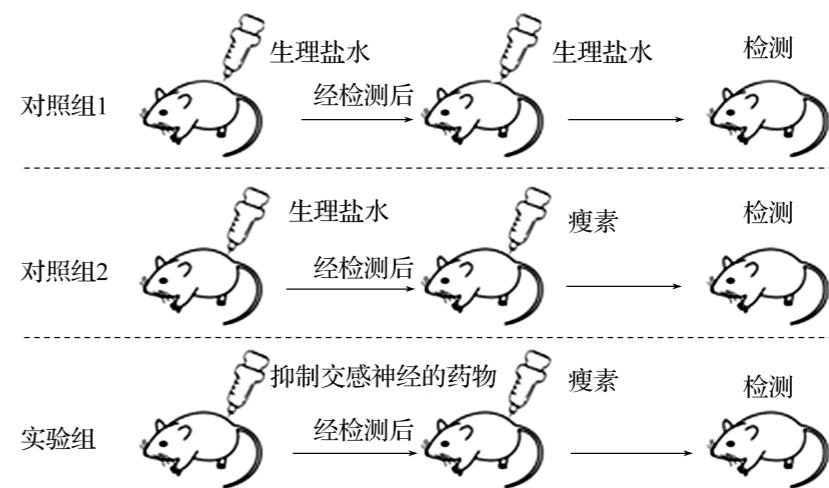 生理盐水
生理盐水
检测
对照组1
经检测后
生理盐水
瘦素
检测
对照组2
经检测后
抑制交感神经的药物
瘦素
检测
实验组
经检测后